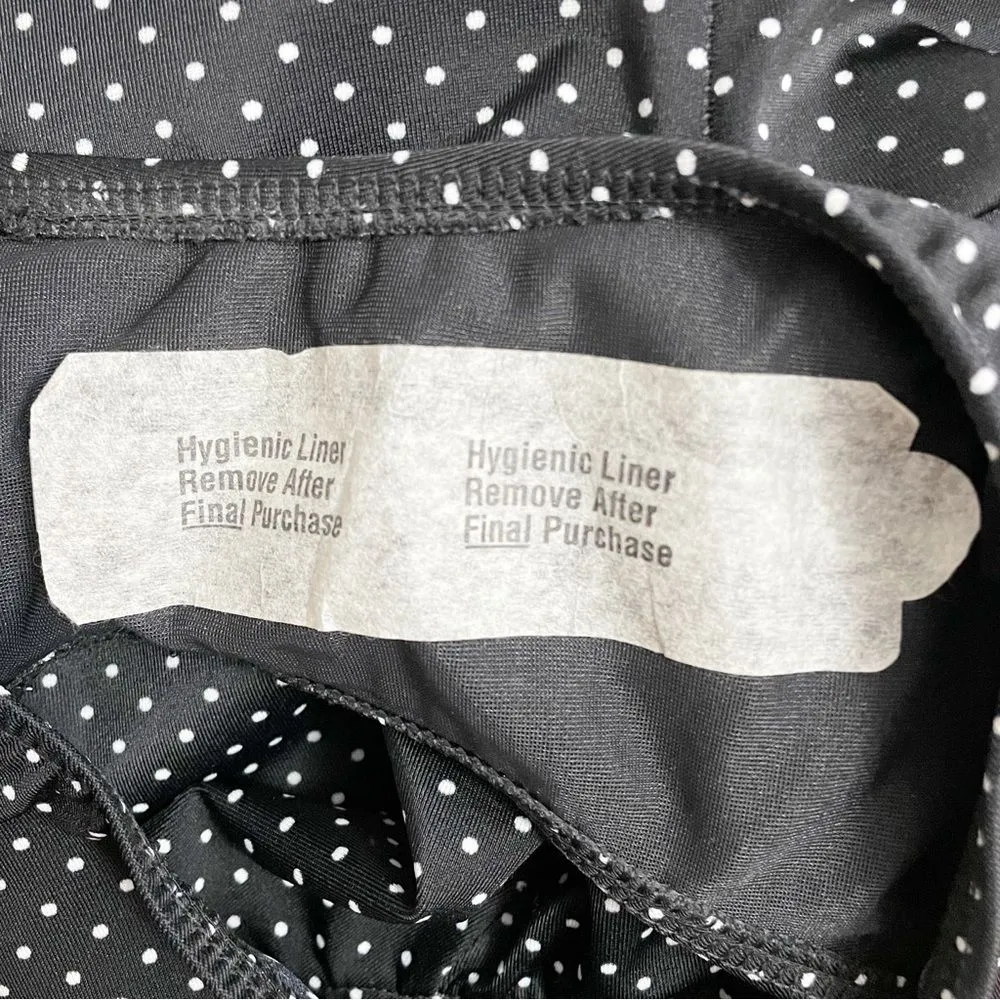 Hygienic Liner
Remove After
Final Purchase
Hygienic Liner
Remove After
Final Purchase